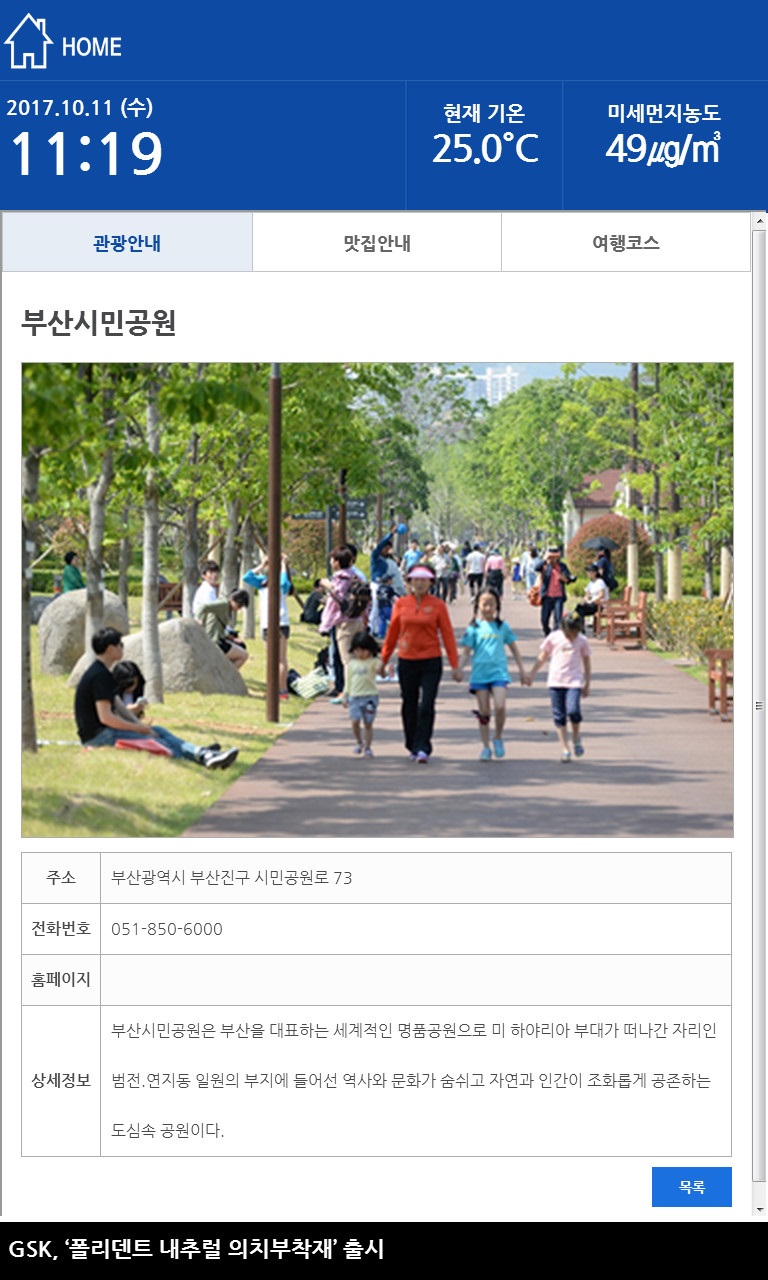 HOME
2017.10.11 (수)
11:19
현재 기온
25.0°C
미세먼지농도
49㎍/㎥
관광안내
맛집안내
여행코스
부산시민공원
주소
부산광역시 부산진구 시민공원로 73
전화번호
051-850-6000
홈페이지
상세정보
부산시민공원은 부산을 대표하는 세계적인 명품공원으로 미 하야리아 부대가 떠나간 자리인
범전.연지동 일원의 부지에 들어선 역사와 문화가 숨쉬고 자연과 인간이 조화롭게 공존하는
도심속 공원이다.
목록
GSK, ‘폴리덴트 내추럴 의치부착재’ 출시